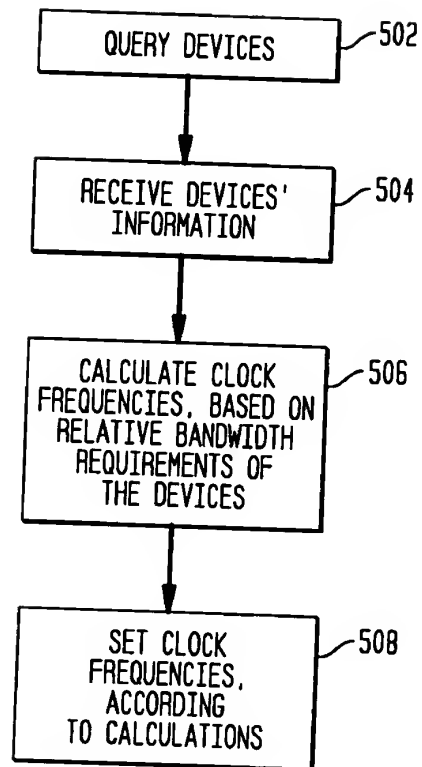 QUERY DEVICES
502
RECEIVE DEVICES'
INFORMATION
504
CALCULATE CLOCK
FREQUENCIES, BASED ON
RELATIVE BANDWIDTH
REQUIREMENTS OF
THE DEVICES
506
SET CLOCK
FREQUENCIES,
ACCORDING
TO CALCULATIONS
508